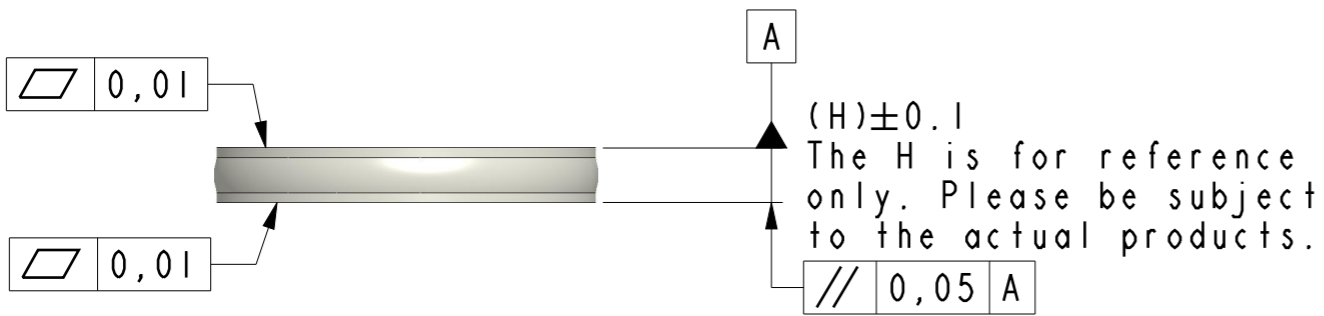 A
0,01
(H)±0.1
The H is for reference
only. Please be subject
to the actual products.
0,01
// 0,05 A